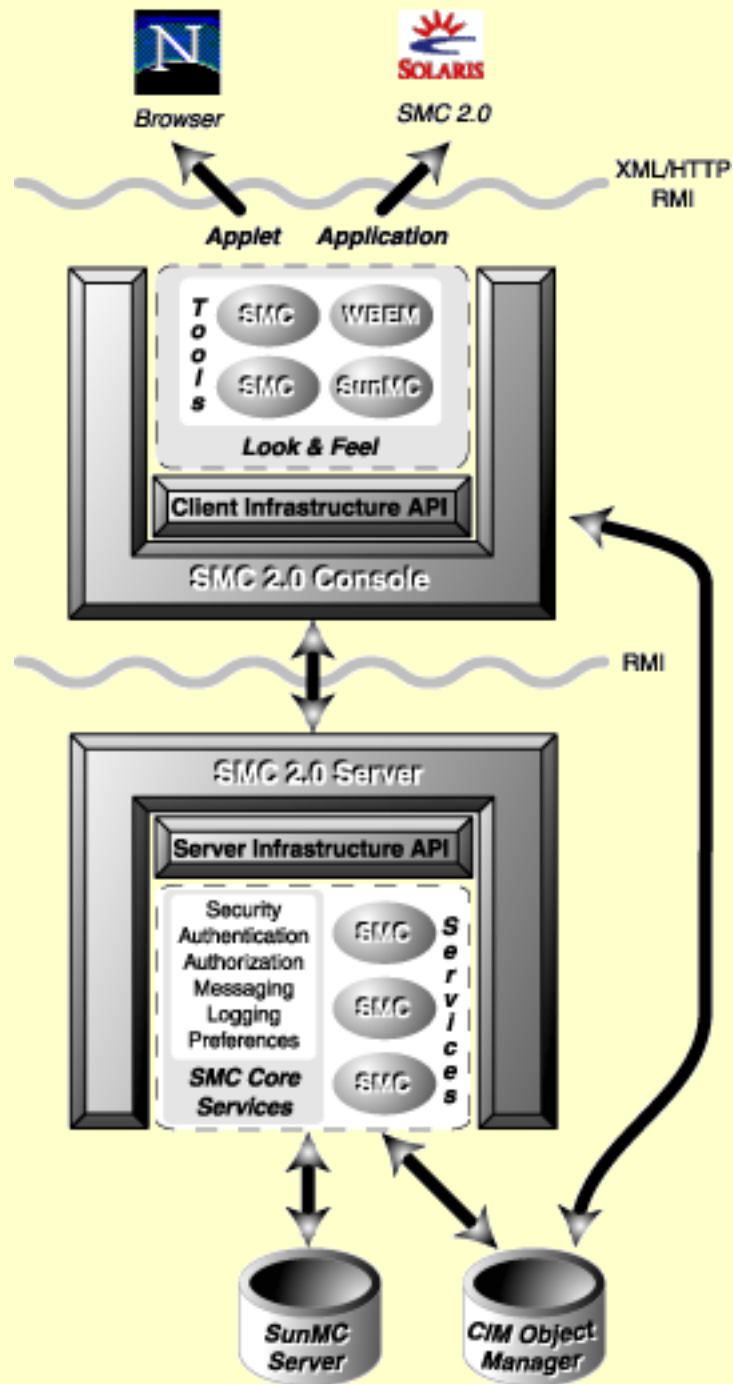 N
SOLARIS
Browser
SMC 2.0
XML/HTTP
RMI
Applet
Application
Tools
SMC
WBEM
SMC
SunMC
Look & Feel
Client Infrastructure API
SMC 2.0 Console
RMI
SMC 2.0 Server
Server Infrastructure API
Security
Authentication
Authorization
Messaging
Logging
Preferences
SMC Core
Services
SMC
SMC
SMC
Services
SunMC
Server
CIM Object
Manager